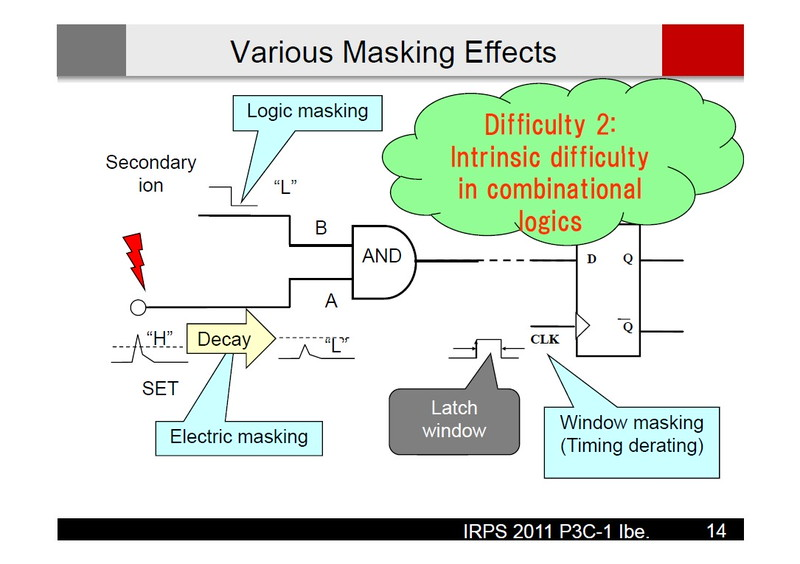 Various Masking Effects
Logic masking
Difficulty 2:
Intrinsic difficulty
in combinational
logics
Secondary
ion
“L”
B
AND
A
D
Q
Q
CLK
“H”
Decay
“L”
SET
Electric masking
Latch
window
Window masking
(Timing derating)
IRPS 2011 P3C-1 Ibe.
14